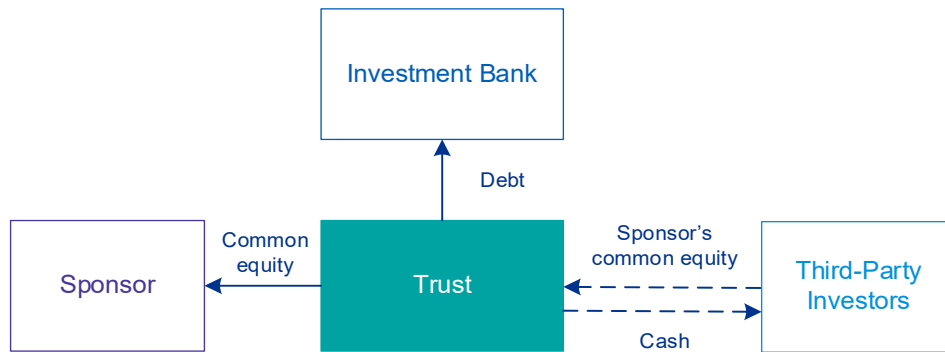 Investment Bank
Debt
Common
equity
Sponsor’s
common equity
Sponsor
Trust
Third-Party
Investors
Cash